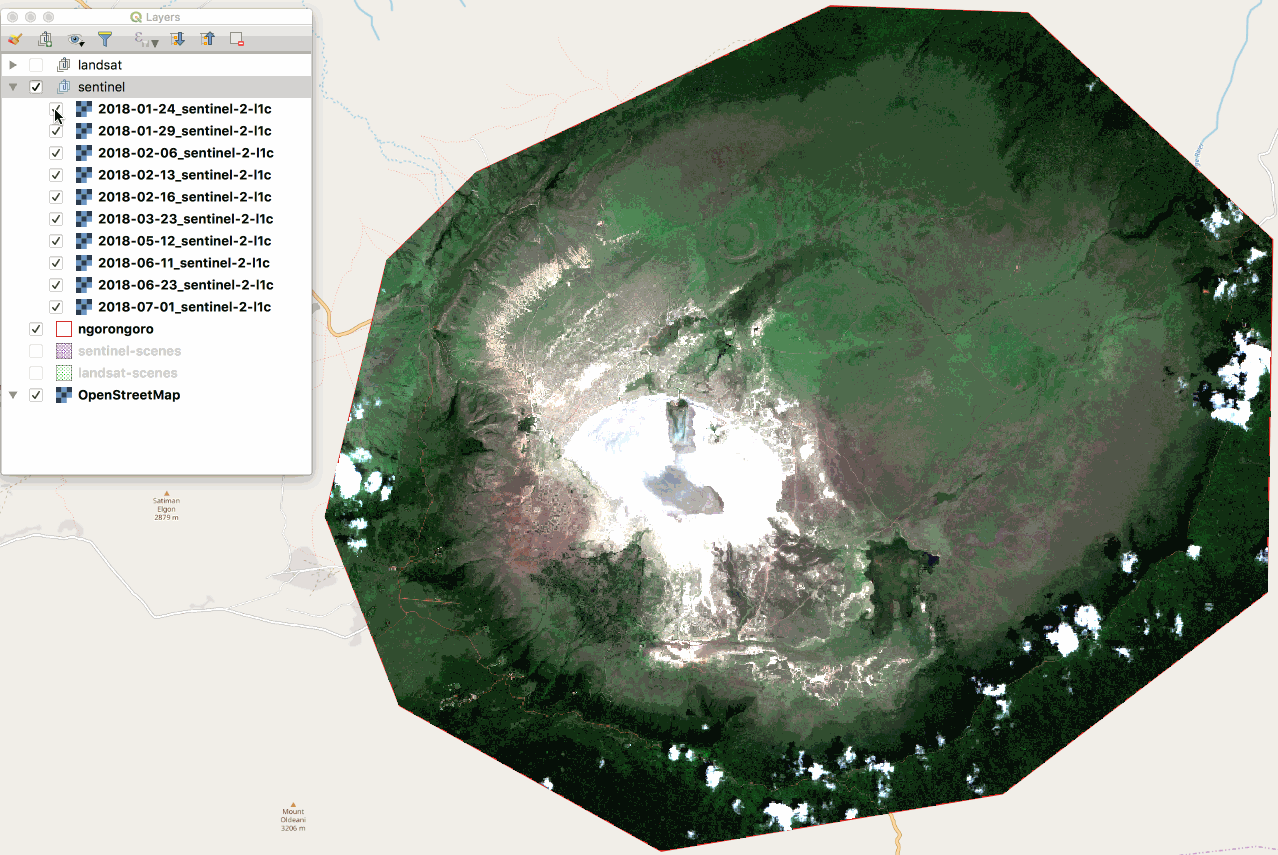 Layers
landsat
sentinel
2018-01-24_sentinel-2-l1c
2018-01-29_sentinel-2-l1c
2018-02-06_sentinel-2-l1c
2018-02-13_sentinel-2-l1c
2018-02-16_sentinel-2-l1c
2018-03-23_sentinel-2-l1c
2018-05-12_sentinel-2-l1c
2018-06-11_sentinel-2-l1c
2018-06-23_sentinel-2-l1c
2018-07-01_sentinel-2-l1c
ngorongoro
sentinel-scenes
landsat-scenes
OpenStreetMap
Satiman
Elgon
2879 m
Mount
Oldeani
3206 m